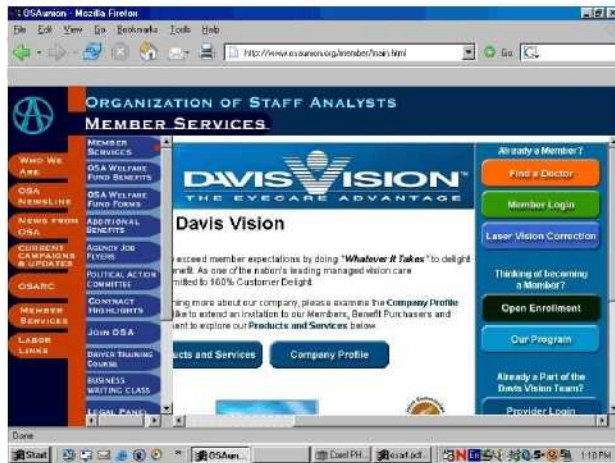 OSAunion - Mozilla Firefox
File Edit View Go Bookmarks Tools Help
http://www.osaunion.org/member/main.html
Go
ORGANIZATION OF STAFF ANALYSTS
MEMBER SERVICES
WHO WE ARE
OSA NEWSLINE
NEWS FROM OSA
CURRENT CAMPAIGNS & UPDATES
OSARC
MEMBER SERVICES
LABOR LINKS
MEMBER SERVICES
OSA WELFARE FUND BENEFITS
OSA WELFARE FUND FORMS
ADDITIONAL BENEFITS
AGENCY JOB FLYERS
POLITICAL ACTION COMMITTEE
CONTRACT HIGHLIGHTS
JOIN OSA
DRIVER TRAINING COURSE
BUSINESS WRITING CLASS
LEGAL PANEL
DAVIS VISION
THE EYECARE ADVANTAGE
Davis Vision
exceed member expectations by doing "Whatever It Takes" to delight
nefit. As one of the nation's leading managed vision care
mitted to 100% Customer Delight
ning more about our company, please examine the Company Profile
like to extend an invitation to our Members, Benefit Purchasers and
ent to explore our Products and Services below
ucts and Services
Company Profile
Already a Member?
Find a Doctor
Member Login
Laser Vision Correction
Thinking of becoming
a Member?
Open Enrollment
Our Program
Already a Part of the
Davis Vision Team?
Provider Login
Done
Start
OSAun...
Corel PH...
osart.pdf...
1:10 PM